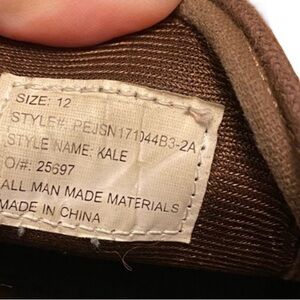 SIZE: 12
STYLE#: PEJSN171044B3-2A
STYLE NAME: KALE
O/#: 25697
ALL MAN MADE MATERIALS
MADE IN CHINA